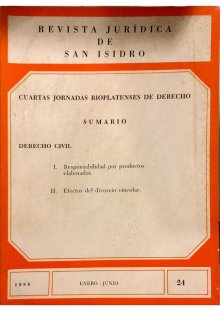 REVISTA JURÍDICA
DE
SAN ISIDRO
CUARTAS JORNADAS RIOPLATENSES DE DERECHO
SUMARIO
DERECHO CIVIL
I. Responsabilidad por productos
elaborados.
II. Efectos del divorcio vincular.
ENERO - JUNIO
24